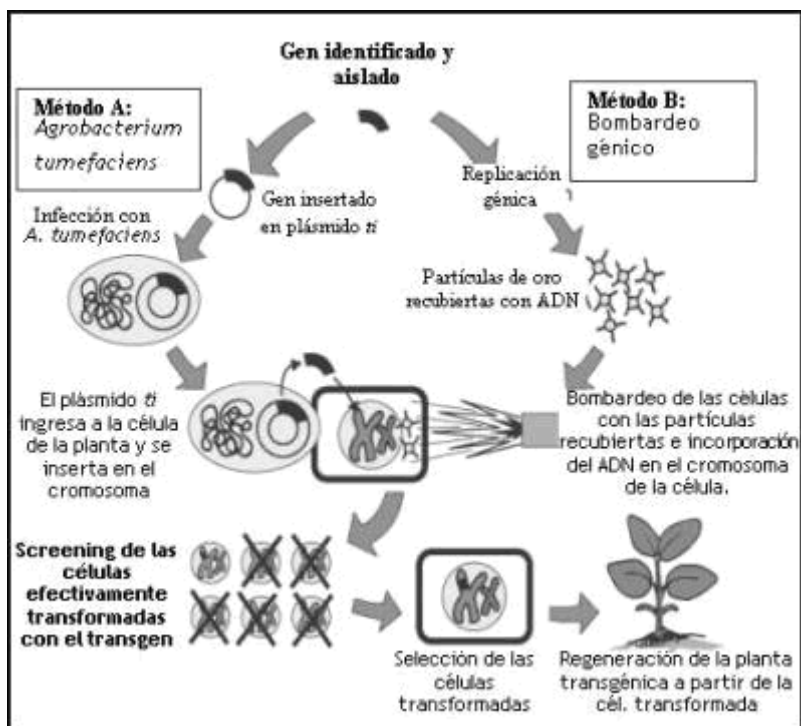 Gen identificado y
aislado
Método A:
Agrobacterium
tumefaciens
Método B:
Bombardeo
génico
Gen insertado
en plásmido ti
Replicación
génica
Infección con
A. tumefaciens
Partículas de oro
recubiertas con ADN
El plásmido ti
ingresa a la célula
de la planta y se
inserta en el
cromosoma
Bombardeo de las cèlulas
con las partículas
recubiertas e incorporación
del ADN en el cromosoma
de la célula.
Screening de las
células
efectivamente
transformadas
con el transgen
Selección de las
células
transformadas
Regeneración de la planta
transgénica a partir de la
cél. transformada